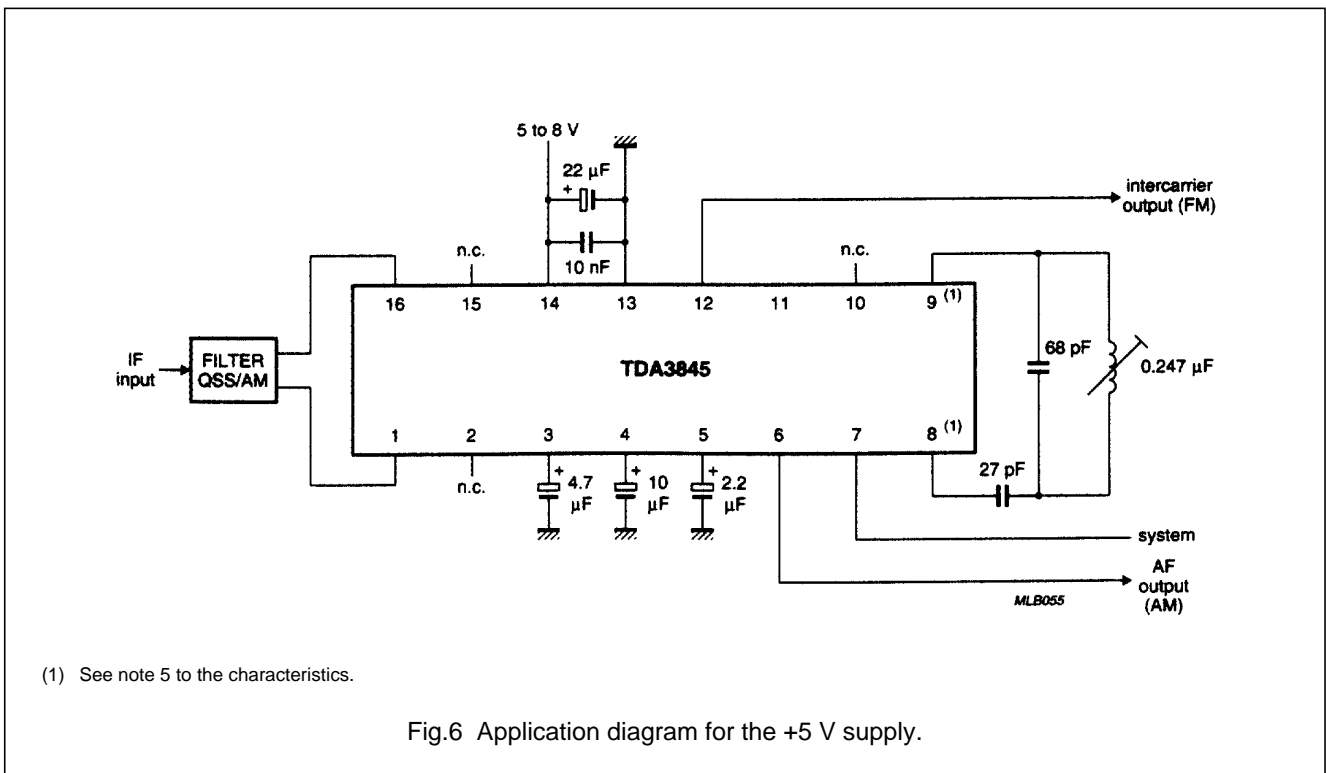 5 to 8 V
22 µF
+
10 nF
intercarrier
output (FM)
n.c.
n.c.
16 15 14 13 12 11 10 9 (1)
IF
input
FILTER
QSS/AM
TDA3845
68 pF
0.247 µF
1 2 3 4 5 6 7 8 (1)
n.c.
+ 4.7
µF
+ 10
µF
+ 2.2
µF
27 pF
system
AF
output
(AM)
MLB055
(1) See note 5 to the characteristics.
Fig.6 Application diagram for the +5 V supply.